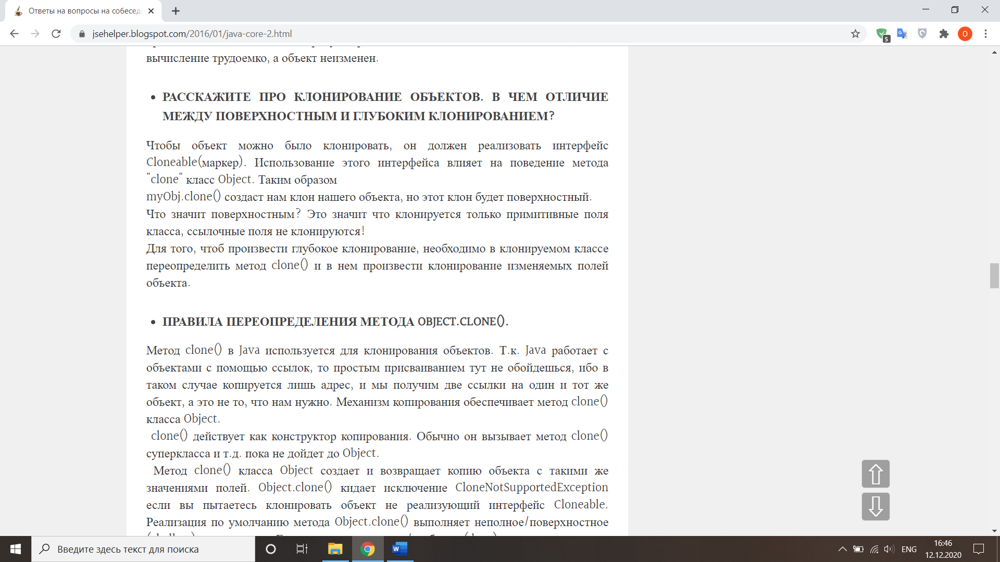 Ответы на вопросы на собесед
jsehelper.blogspot.com/2016/01/java-core-2.html
5
O
вычисление трудоемко, а объект неизменен.
• РАССКАЖИТЕ ПРО КЛОНИРОВАНИЕ ОБЪЕКТОВ. В ЧЕМ ОТЛИЧИЕ
МЕЖДУ ПОВЕРХНОСТНЫМ И ГЛУБОКИМ КЛОНИРОВАНИЕМ?
Чтобы объект можно было клонировать, он должен реализовать интерфейс
Cloneable(маркер). Использование этого интерфейса влияет на поведение метода
"clone" класс Object. Таким образом
myObj.clone() создаст нам клон нашего объекта, но этот клон будет поверхностный.
Что значит поверхностным? Это значит что клонируется только примитивные поля
класса, ссылочные поля не клонируются!
Для того, чтоб произвести глубокое клонирование, необходимо в клонируемом классе
переопределить метод clone() и в нем произвести клонирование изменяемых полей
объекта.
• ПРАВИЛА ПЕРЕОПРЕДЕЛЕНИЯ МЕТОДА OBJECT.CLONE().
Метод clone() в Java используется для клонирования объектов. Т.к. Java работает с
объектами с помощью ссылок, то простым присваиванием тут не обойдешься, ибо в
таком случае копируется лишь адрес, и мы получим две ссылки на один и тот же
объект, а это не то, что нам нужно. Механизм копирования обеспечивает метод clone()
класса Object.
clone() действует как конструктор копирования. Обычно он вызывает метод clone()
суперкласса и т.д. пока не дойдет до Object.
Метод clone() класса Object создает и возвращает копию объекта с такими же
значениями полей. Object.clone() кидает исключение CloneNotSupportedException
если вы пытаетесь клонировать объект не реализующий интерфейс Cloneable.
Реализация по умолчанию метода Object.clone() выполняет неполное/поверхностное
Введите здесь текст для поиска
ENG
16:46
12.12.2020